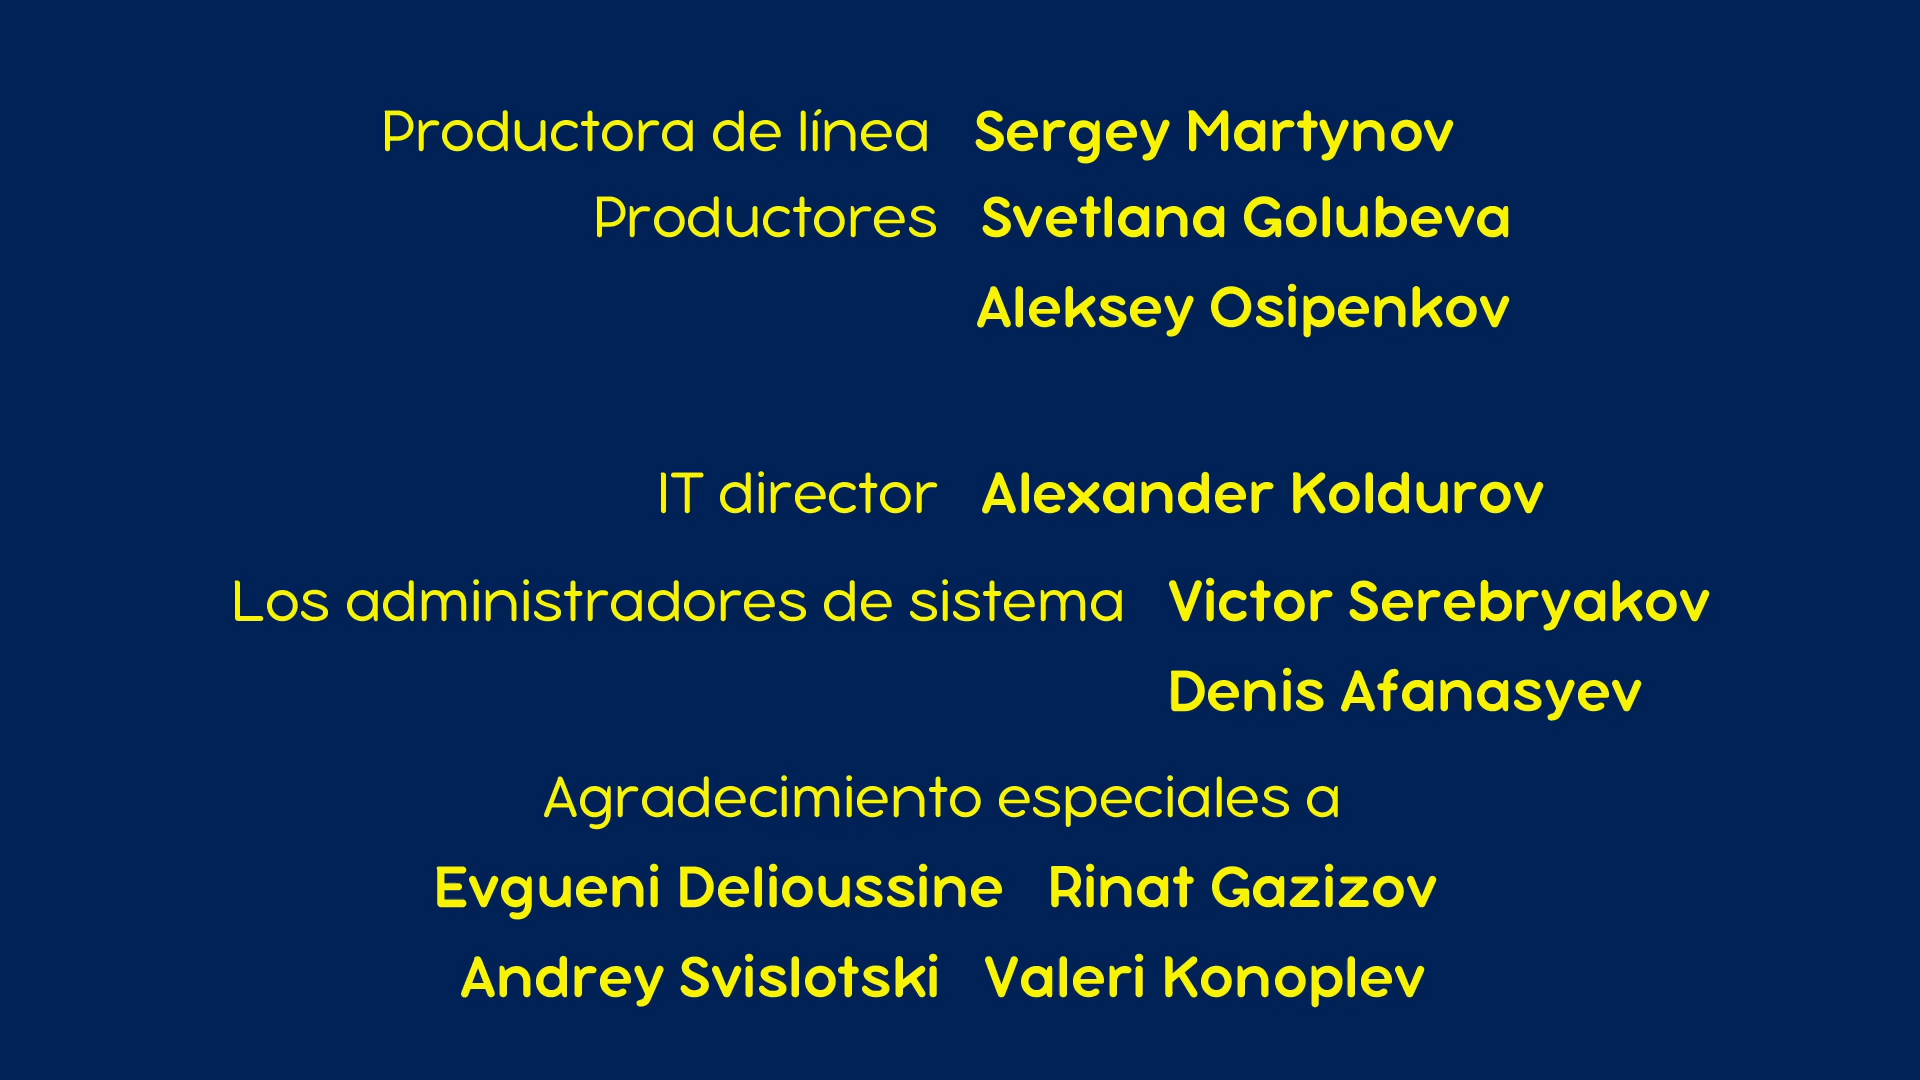 Productora de línea Sergey Martynov
Productores Svetlana Golubeva
Aleksey Osipenkov
IT director Alexander Koldurov
Los administradores de sistema Victor Serebryakov
Denis Afanasyev
Agradecimiento especiales a
Evgueni Delioussine Rinat Gazizov
Andrey Svislotski Valeri Konoplev